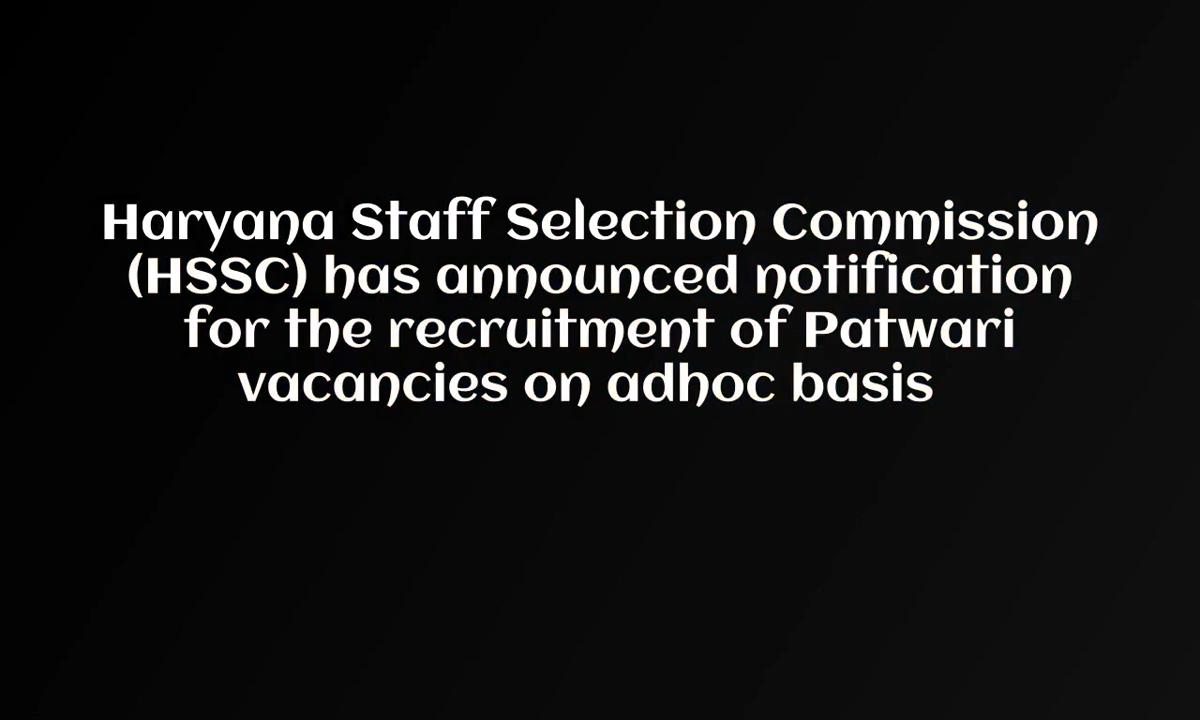 Haryana Staff Selection Commission
(HSSC) has announced notification
for the recruitment of Patwari
vacancies on adhoc basis